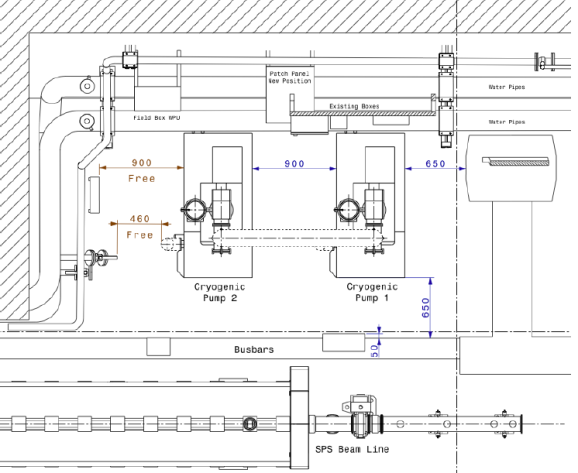 Patch Panel
New Position
Water Pipes
Existing Boxes
Field Box WPU
Water Pipes
900
Free
900
650
460
Free
Cryogenic
Pump 2
Cryogenic
Pump 1
650
Busbars
50
SPS Beam Line